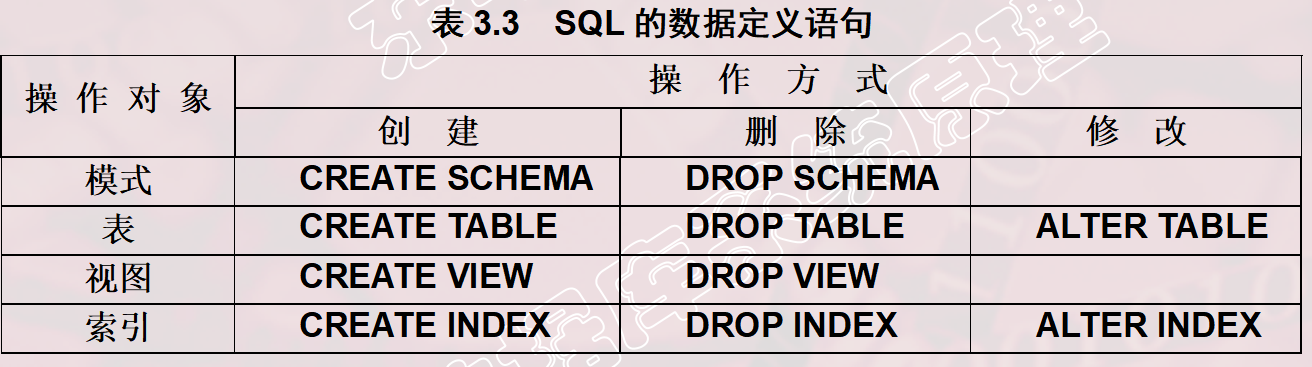 表 3.3 SQL 的数据定义语句
操作对象 操作方式
创建 删除 修改
模式 CREATE SCHEMA DROP SCHEMA
表 CREATE TABLE DROP TABLE ALTER TABLE
视图 CREATE VIEW DROP VIEW
索引 CREATE INDEX DROP INDEX ALTER INDEX